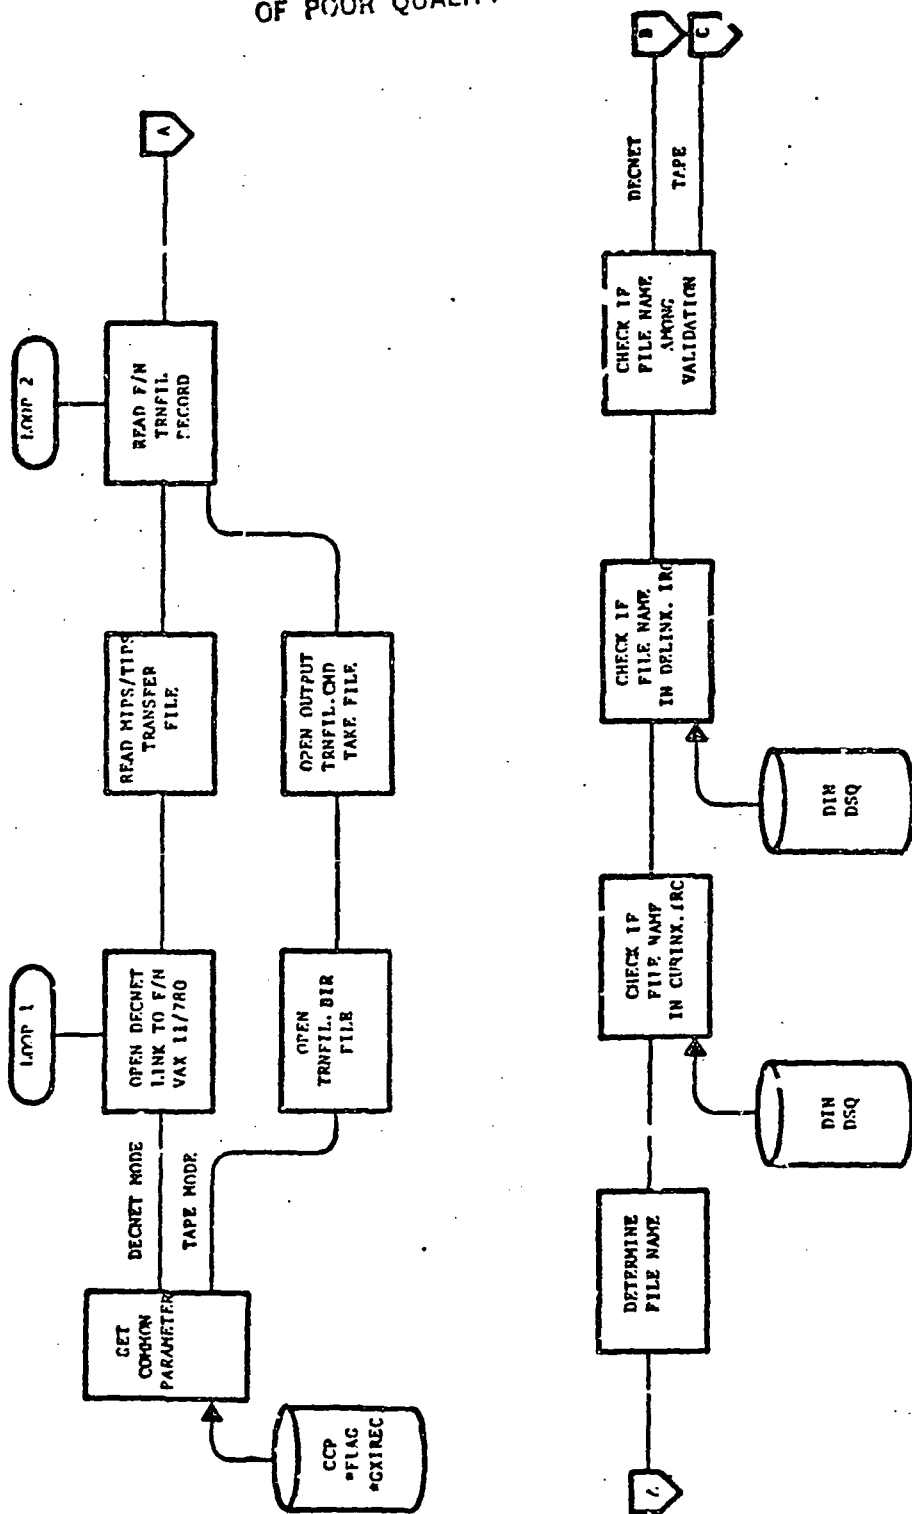 OF POOR QUALITY
CCP
*FLAG
*GXIREC
GET
COMMON
PARAMETER
DECNET MODE
TAPE MODE
LOOP 1
OPEN DECNET
LINK TO F/N
VAX 11/780
OPEN
TRNFIL.DIR
FILE
READ MIPS/TIPS
TRANSFER
FILE
OPEN OUTPUT
TRNFIL.CMD
TAKE FILE
LOOP 2
READ F/N
TRNFIL
RECORD
A
A
DETERMINE
FILE NAME
DIM
DSQ
CHECK IF
FILE NAME
IN CURINX.IRC
DIM
DSQ
CHECK IF
FILE NAME
IN DELINX.IRC
CHECK IF
FILE NAME
AMONG
VALIDATION
DECNET
TAPE
B
C